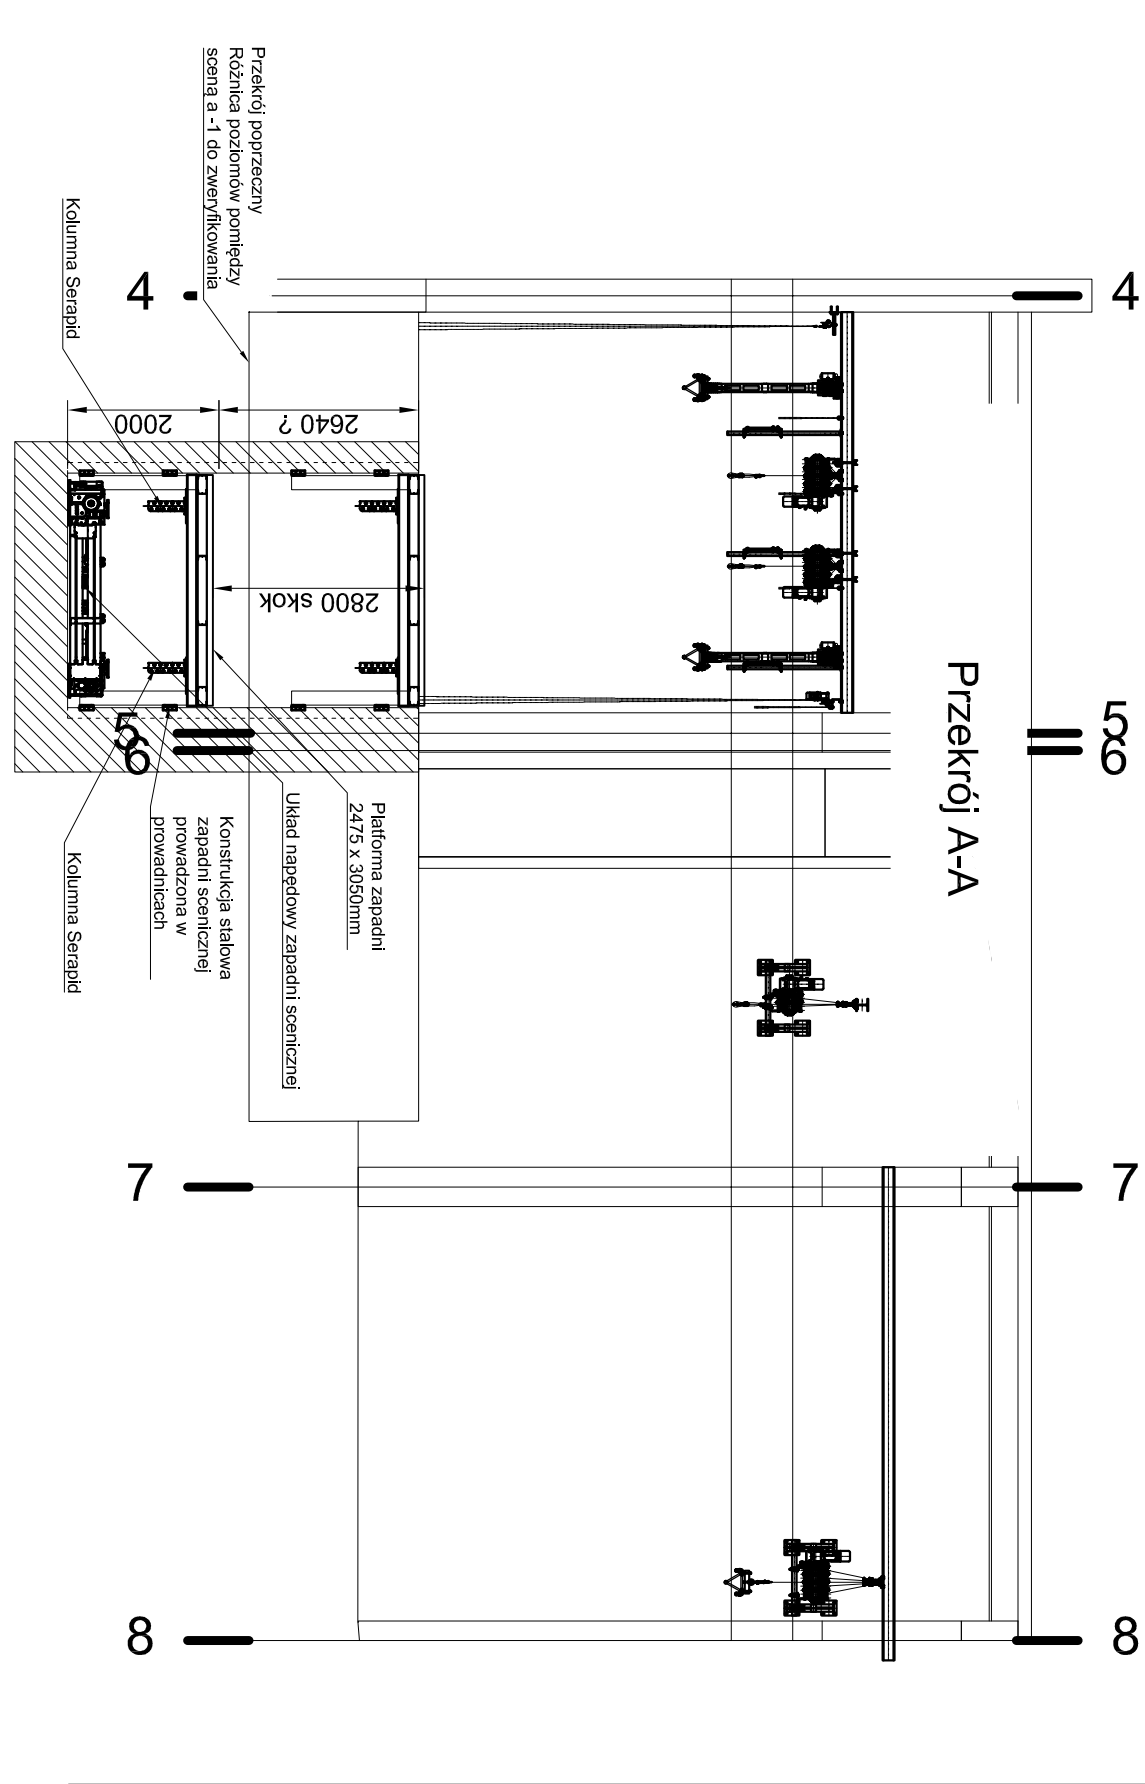 Przekrój A-A
4
4
5
6
5
6
7
7
8
8
Przekrój poprzeczny
Różnica poziomów pomiędzy
sceną a -1 do zweryfikowania
Kolumna Serapid
2640 ?
2000
2800 skok
Platforma zapadni
2475 x 3050mm
Układ napędowy zapadni scenicznej
Konstrukcja stalowa
zapadni scenicznej
prowadzona w
prowadnicach
Kolumna Serapid